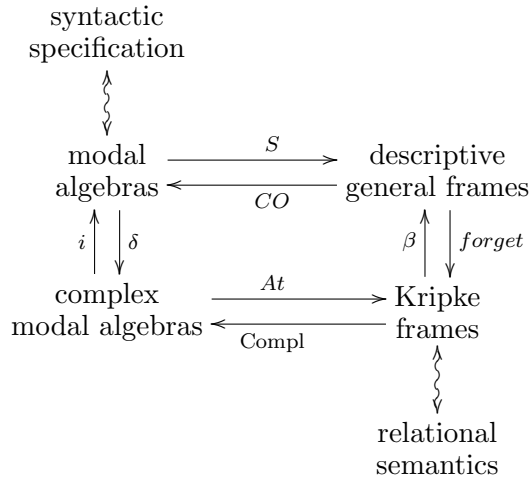 syntactic
specification
S
modal
algebras
descriptive
general frames
CO
i
δ
β
forget
complex
modal algebras
At
Kripke
frames
Compl
relational
semantics